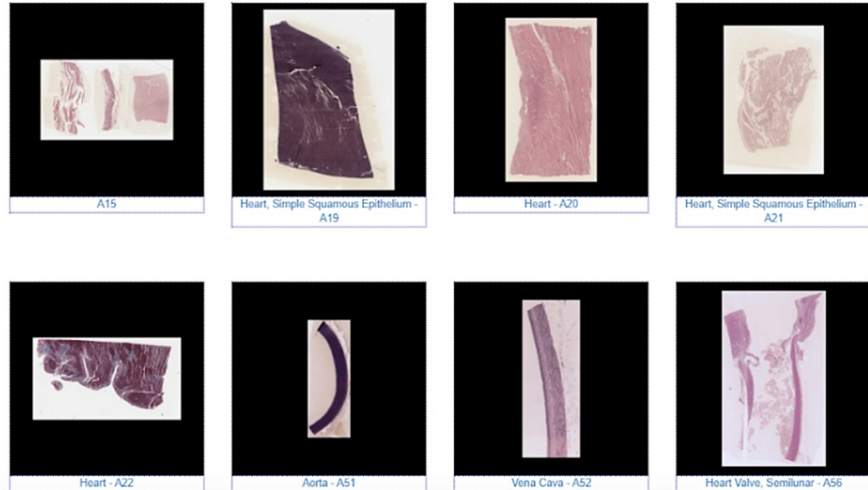 A15
Heart, Simple Squamous Epithelium -
A19
Heart - A20
Heart, Simple Squamous Epithelium -
A21
Heart - A22
Aorta - A51
Vena Cava - A52
Heart Valve, Semilunar - A56